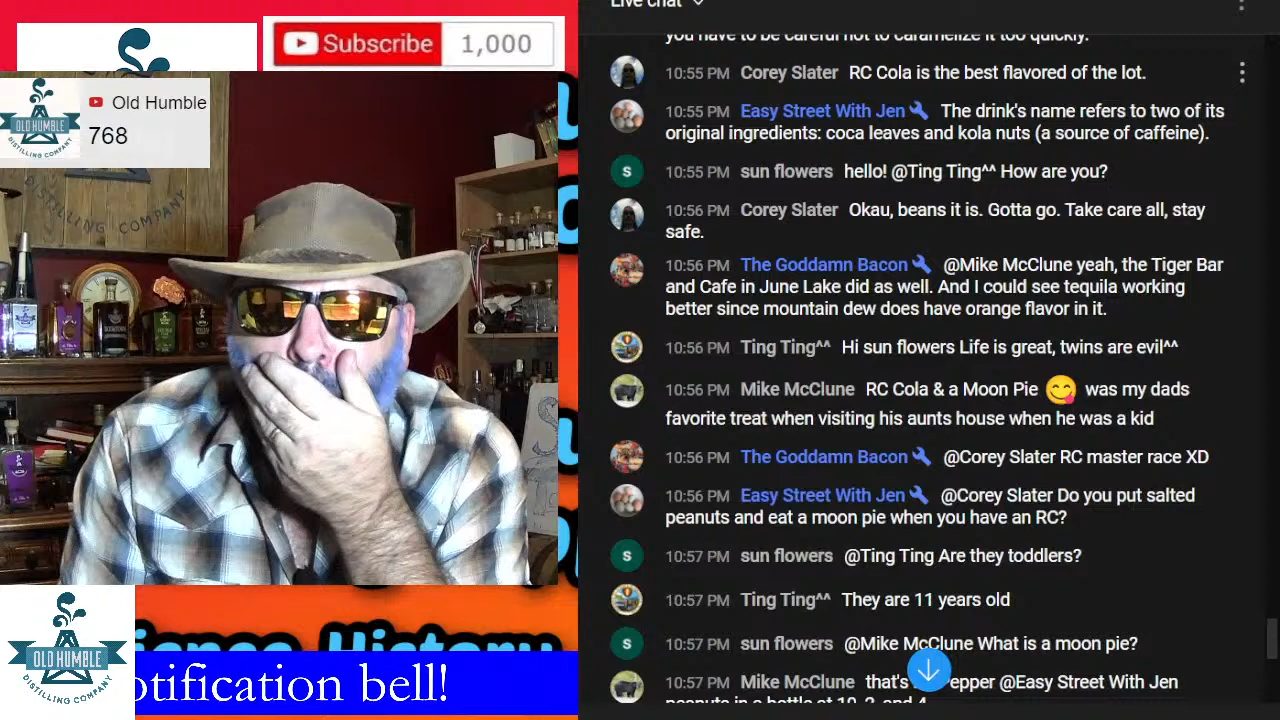 Subscribe
1,000
Old Humble
768
OLD HUMBLE
DISTILLING COMPANY
DISTILLING COMPANY
OLD HUMBLE
DISTILLING COMPANY
ience History
otification bell!
Live chat
you have to be careful not to caramelize it too quickly.
10:55 PM Corey Slater RC Cola is the best flavored of the lot.
10:55 PM Easy Street With Jen The drink's name refers to two of its
original ingredients: coca leaves and kola nuts (a source of caffeine).
S 10:55 PM sun flowers hello! @Ting Ting^^ How are you?
10:56 PM Corey Slater Okau, beans it is. Gotta go. Take care all, stay
safe.
10:56 PM The Goddamn Bacon @Mike McClune yeah, the Tiger Bar
and Cafe in June Lake did as well. And I could see tequila working
better since mountain dew does have orange flavor in it.
10:56 PM Ting Ting^^ Hi sun flowers Life is great, twins are evil^^
10:56 PM Mike McClune RC Cola & a Moon Pie 😋 was my dads
favorite treat when visiting his aunts house when he was a kid
10:56 PM The Goddamn Bacon @Corey Slater RC master race XD
10:56 PM Easy Street With Jen @Corey Slater Do you put salted
peanuts and eat a moon pie when you have an RC?
S 10:57 PM sun flowers @Ting Ting Are they toddlers?
10:57 PM Ting Ting^^ They are 11 years old
S 10:57 PM sun flowers @Mike McClune What is a moon pie?
10:57 PM Mike McClune that's epper @Easy Street With Jen
peanuts in a bottle at 10, 2, and 4